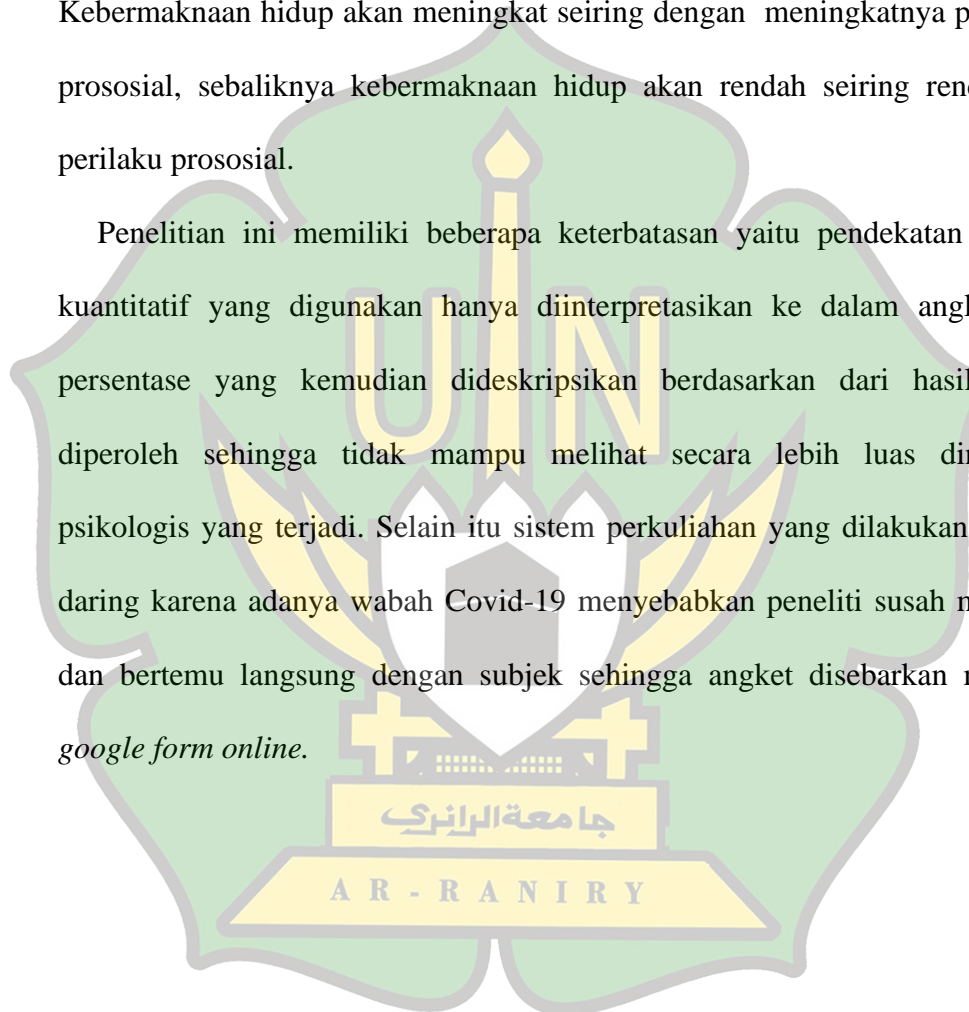 Kebermaknaan hidup akan meningkat seiring dengan meningkatnya
prososial, sebaliknya kebermaknaan hidup akan rendah seiring
perilaku prososial.
Penelitian ini memiliki beberapa keterbatasan yaitu pendekatan
kuantitatif yang digunakan hanya diinterpretasikan ke dalam
persentase yang kemudian dideskripsikan berdasarkan dari hasil
diperoleh sehingga tidak mampu melihat secara lebih luas
psikologis yang terjadi. Selain itu sistem perkuliahan yang dilakukan
daring karena adanya wabah Covid-19 menyebabkan peneliti susah
dan bertemu langsung dengan subjek sehingga angket disebarkan
google form online.
UIN
جامعة الرانري
AR-RANIRY